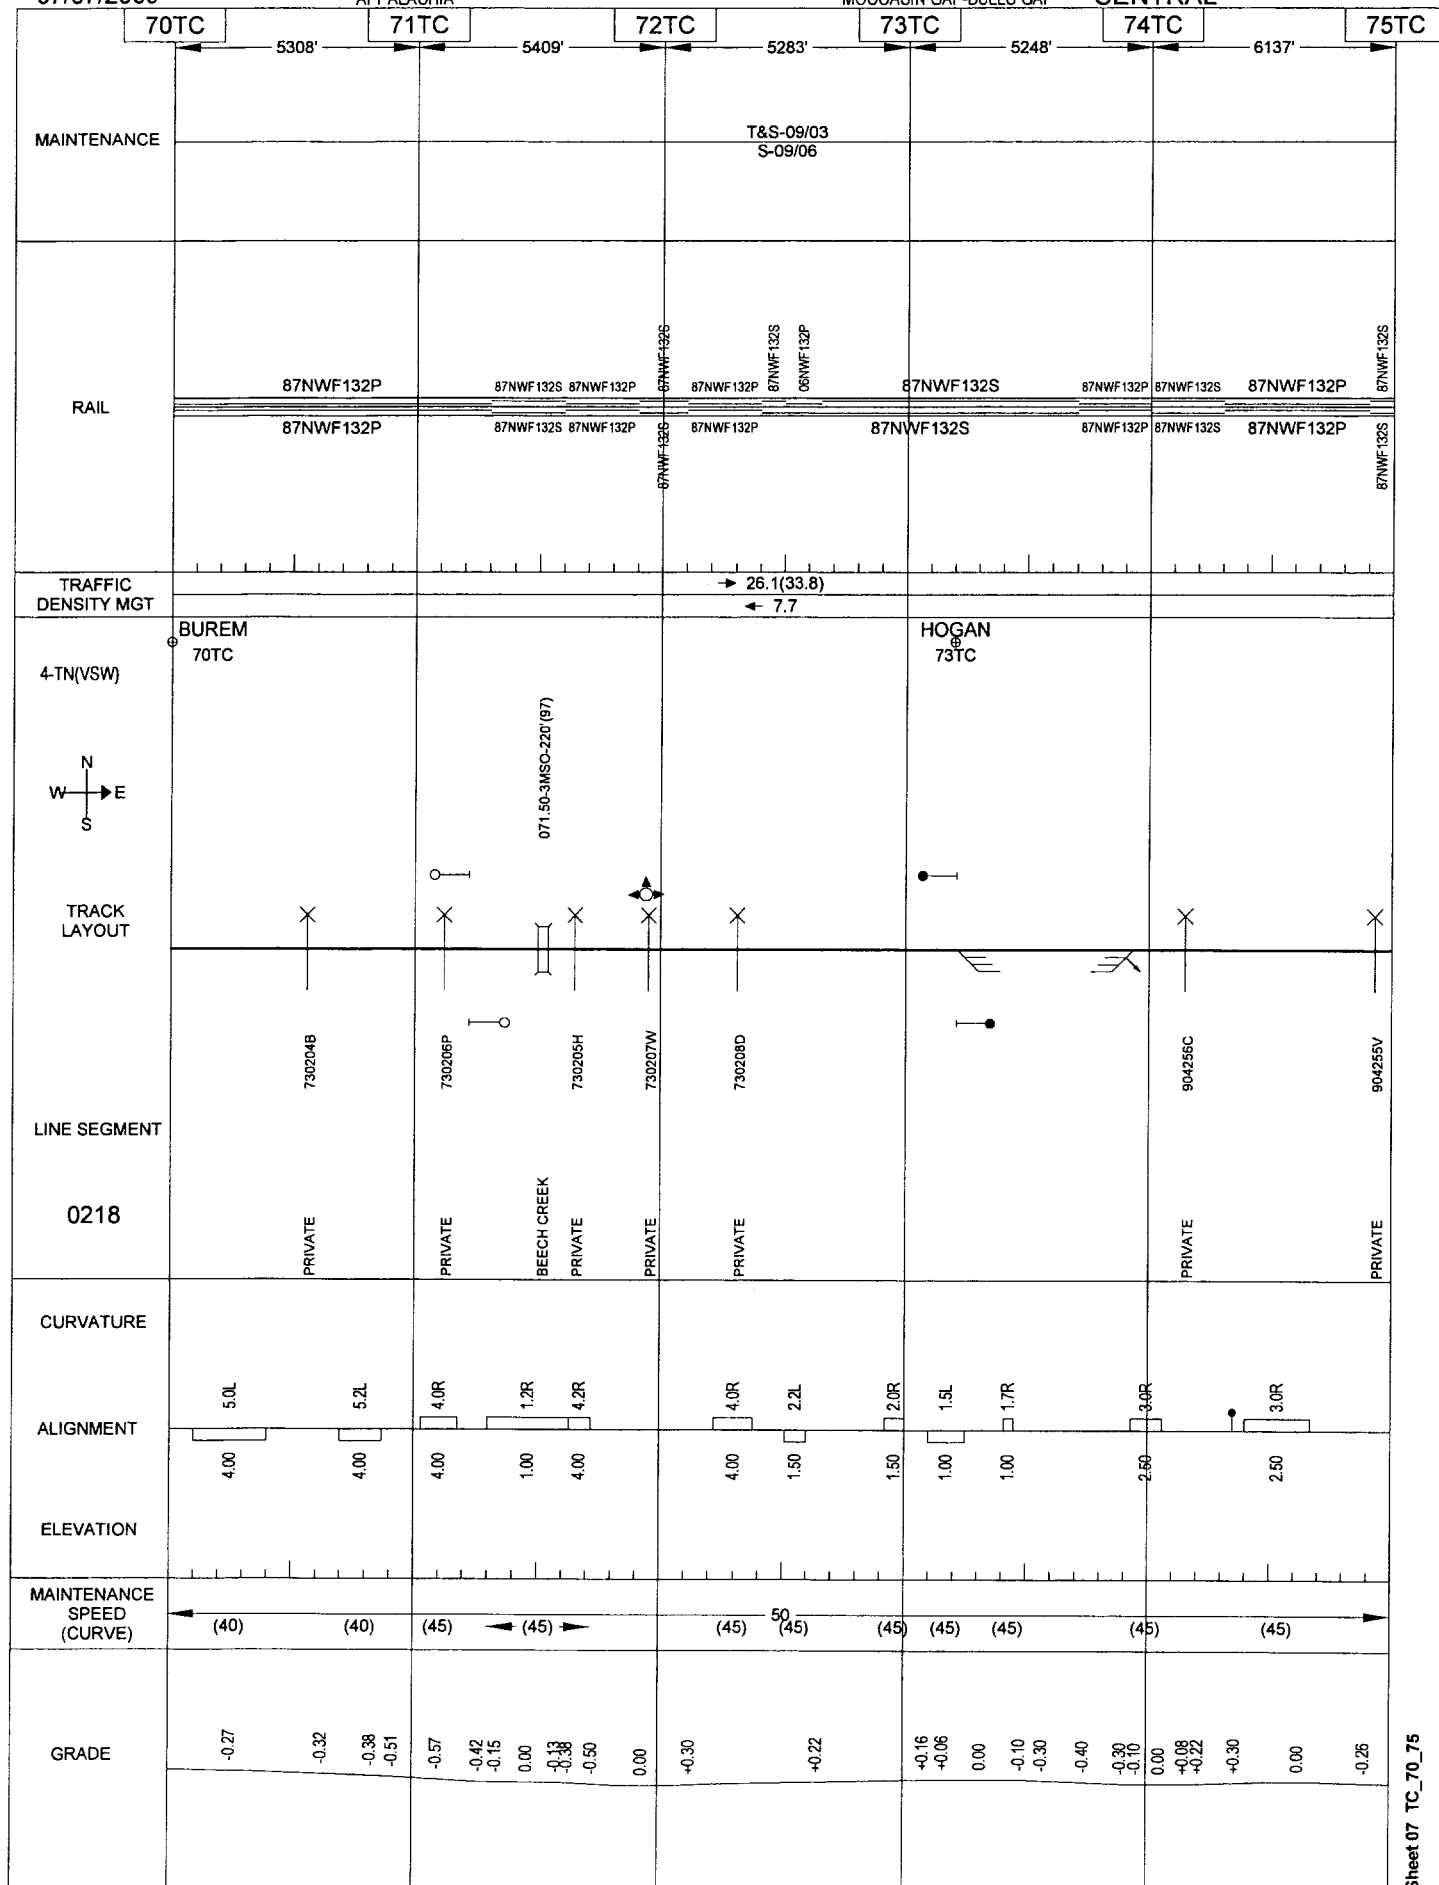 CENTRAL
70TC 71TC 72TC 73TC 74TC 75TC
5308' 5409' 5283' 5248' 6137'
MAINTENANCE
T&S-09/03
S-09/06
87NWF132S 87NWF132S 06NWF132P 87NWF132S
87NWF132P 87NWF132S 87NWF132P 87NWF132P 87NWF132S 87NWF132P 87NWF132S 87NWF132P
RAIL
87NWF132P 87NWF132S 87NWF132P 87NWF132P 87NWF132S 87NWF132P 87NWF132S 87NWF132P
87NWF132S 87NWF132S
TRAFFIC
DENSITY MGT
26.1(33.8)
7.7
BUREM
70TC
HOGAN
73TC
4-TN(VSW)
N
W E
S
071.50-3MSO-220'(97)
TRACK
LAYOUT
730204B 730206P 730205H 730207W 730208D 904256C 904255V
LINE SEGMENT
0218
PRIVATE PRIVATE BEECH CREEK PRIVATE PRIVATE PRIVATE PRIVATE PRIVATE
CURVATURE
5.0L 5.2L 4.0R 1.2R 4.2R 4.0R 2.2L 2.0R 1.5L 1.7R 3.0R 3.0R
ALIGNMENT
4.00 4.00 4.00 1.00 4.00 4.00 1.50 1.50 1.00 1.00 2.50 2.50
ELEVATION
MAINTENANCE
SPEED
(CURVE)
50
(40) (40) (45) (45) (45) (45) (45) (45) (45) (45) (45)
GRADE
-0.27 -0.32 -0.38 -0.51 -0.57 -0.42 -0.15 0.00 -0.13 -0.38 -0.50 0.00 +0.30 +0.22 +0.16 +0.06 0.00 -0.10 -0.30 -0.40 -0.30 -0.10 0.00 +0.08 +0.22 +0.30 0.00 -0.26
Sheet 07 TC_70_75